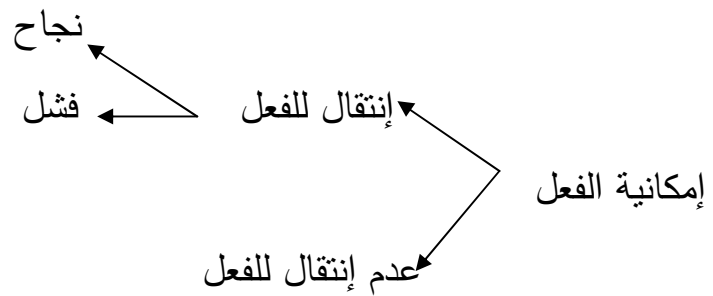 نجاح
إنتقال للفعل
فشل
إمكانية الفعل
عدم إنتقال للفعل